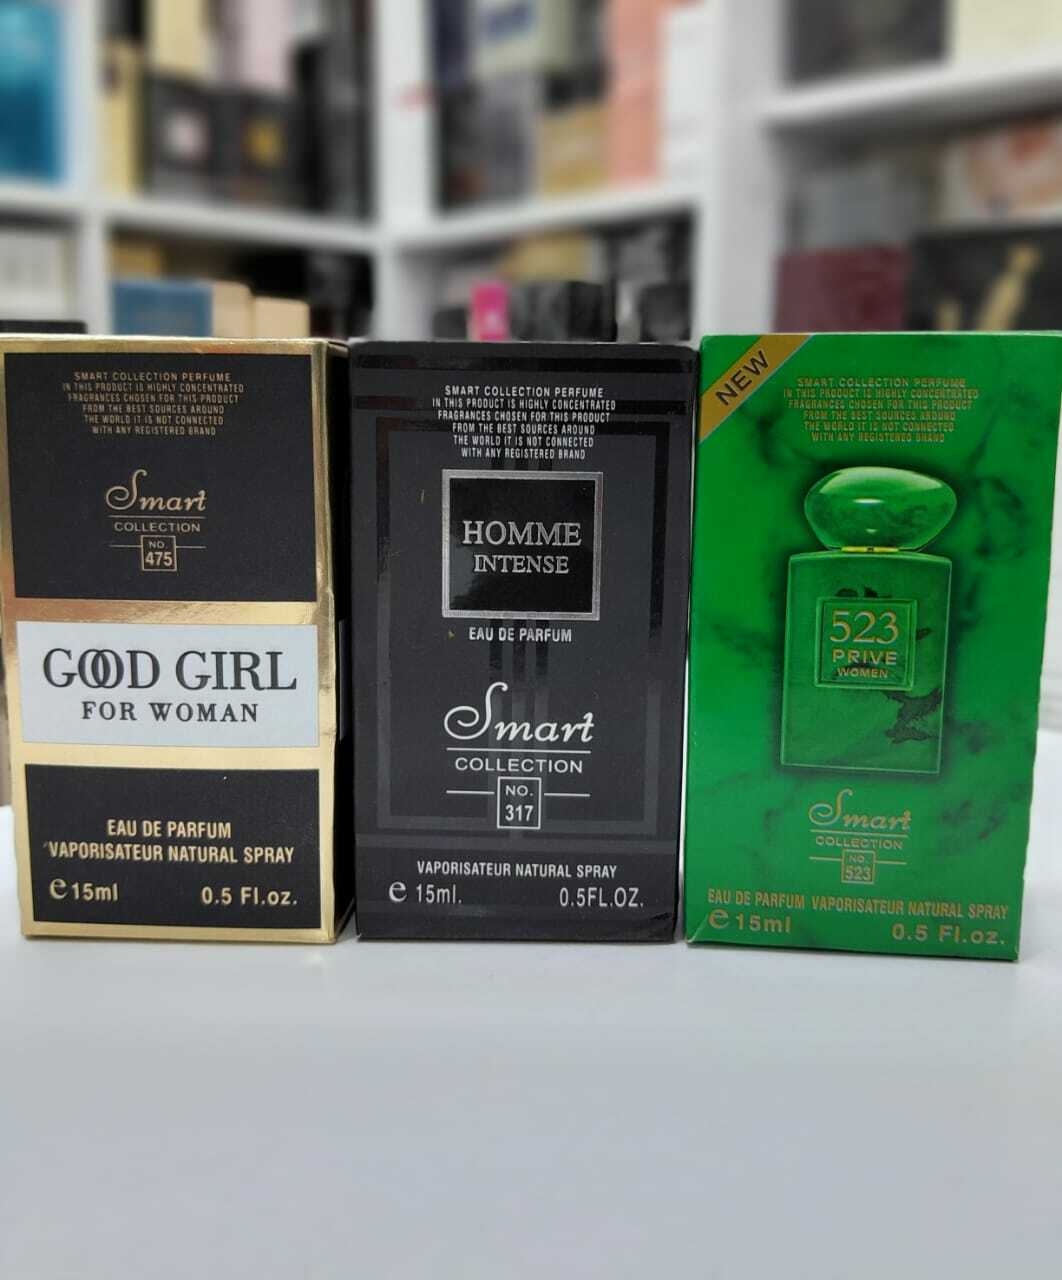 SMART COLLECTION PERFUME
IN THIS PRODUCT IS HIGHLY CONCENTRATED
FRAGRANCES CHOSEN FOR THIS PRODUCT
FROM THE BEST SOURCES AROUND
THE WORLD IT IS NOT CONNECTED
WITH ANY REGISTERED BRAND
Smart
COLLECTION
NO.
475
GOOD GIRL
FOR WOMAN
EAU DE PARFUM
VAPORISATEUR NATURAL SPRAY
e 15ml 0.5 Fl.oz.
SMART COLLECTION PERFUME
IN THIS PRODUCT IS HIGHLY CONCENTRATED
FRAGRANCES CHOSEN FOR THIS PRODUCT
FROM THE BEST SOURCES AROUND
THE WORLD IT IS NOT CONNECTED
WITH ANY REGISTERED BRAND
HOMME
INTENSE
EAU DE PARFUM
Smart
COLLECTION
NO.
317
VAPORISATEUR NATURAL SPRAY
e 15ml. 0.5FL.OZ.
NEW
SMART COLLECTION PERFUME
IN THIS PRODUCT IS HIGHLY CONCENTRATED
FRAGRANCES CHOSEN FOR THIS PRODUCT
FROM THE BEST SOURCES AROUND
THE WORLD IT IS NOT CONNECTED
WITH ANY REGISTERED BRAND
523
PRIVE
WOMEN
Smart
COLLECTION
NO.
523
EAU DE PARFUM VAPORISATEUR NATURAL SPRAY
e 15ml 0.5 Fl.oz.